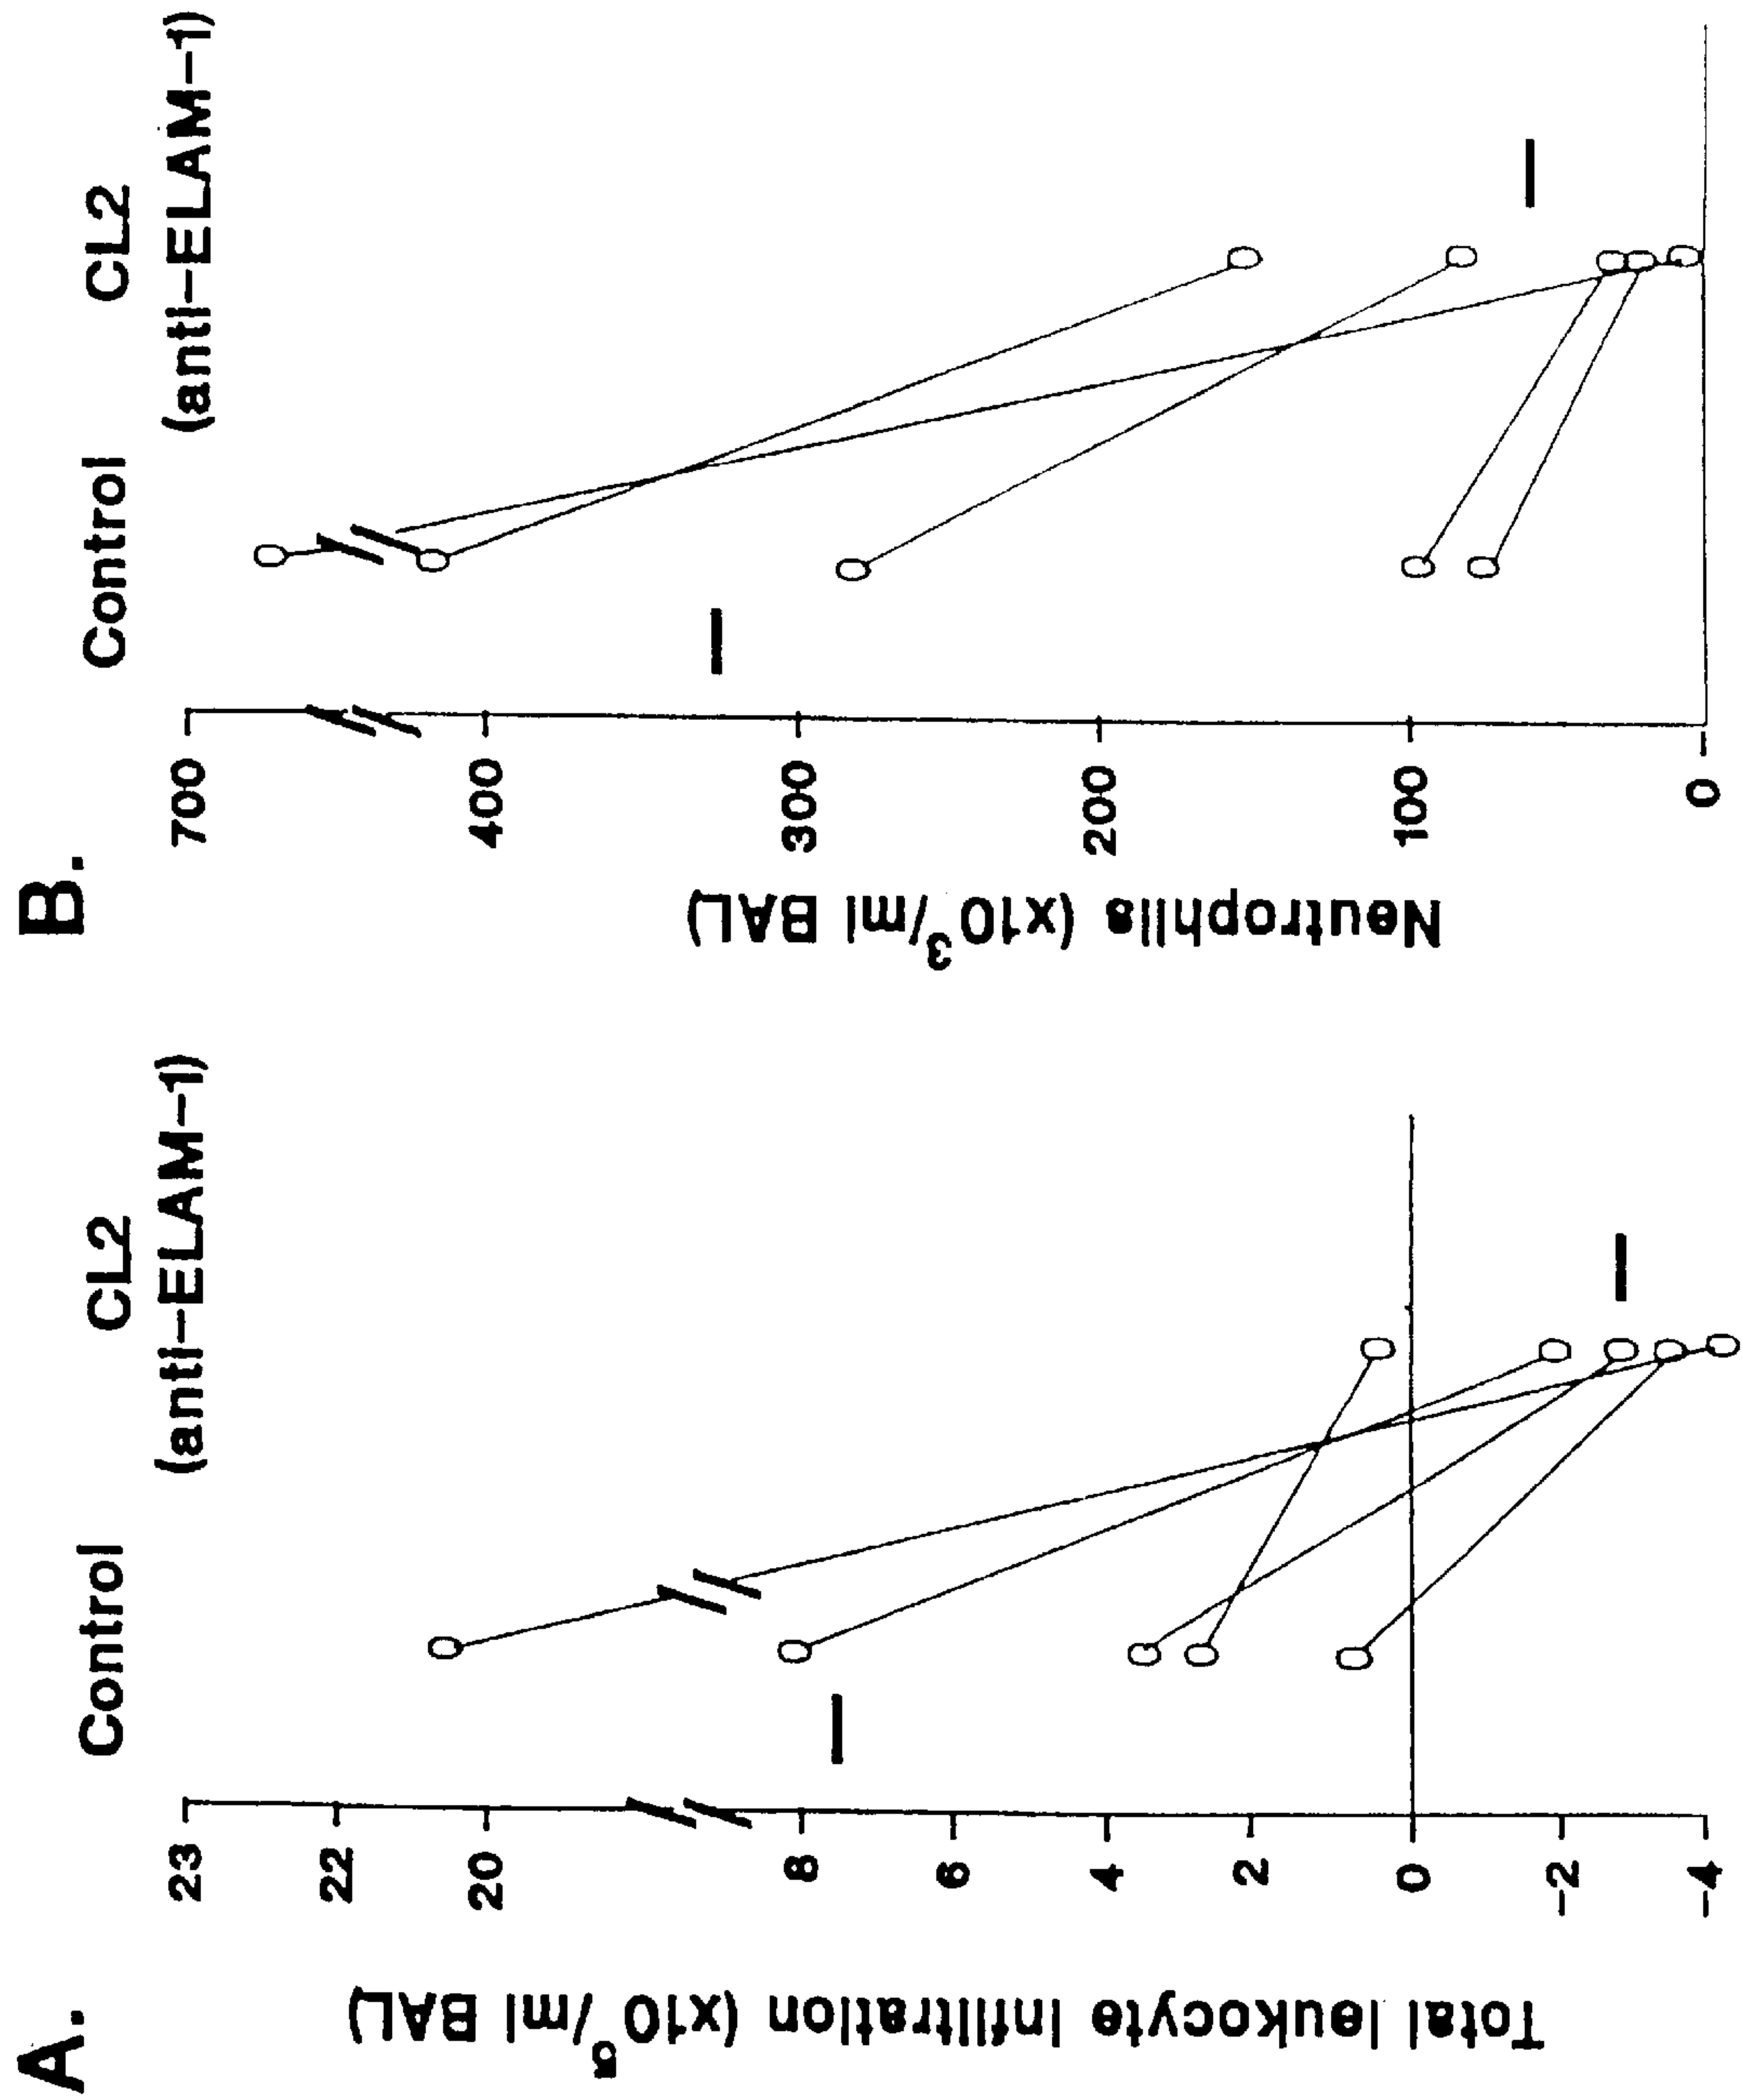 A.
Control
CL2
(anti-ELAM-1)
Total leukocyte infiltration (x10⁵/ml BAL)
23
22
20
8
6
4
2
0
-2
-4
B.
Control
CL2
(anti-ELAM-1)
Neutrophils (x10³/ml BAL)
700
400
300
200
100
0